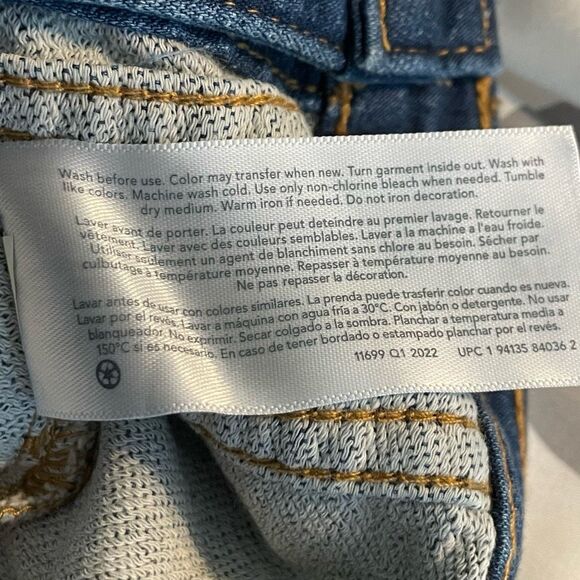 Wash before use. Color may transfer when new. Turn garment inside out. Wash with
like colors. Machine wash cold. Use only non-chlorine bleach when needed. Tumble
dry medium. Warm iron if needed. Do not iron decoration.
Laver avant de porter. La couleur peut deteindre au premier lavage. Retourner le
vêtement. Laver avec des couleurs semblables. Laver a la machine a l'eau froide.
Utiliser seulement un agent de blanchiment sans chlore au besoin. Sécher par
culbutage à température moyenne. Repasser à température moyenne au besoin.
Ne pas repasser la décoration.
Lavar antes de usar con colores similares. La prenda puede trasferir color cuando es nueva.
Lavar por el revés. Lavar a máquina con agua fría a 30°C. Con jabón o detergente. No usar
blanqueador. No exprimir. Secar colgado a la sombra. Planchar a temperatura media a
150°C si es necesario. En caso de tener bordado o estampado planchar por el revés.
11699 Q1 2022 UPC 1 94135 84036 2